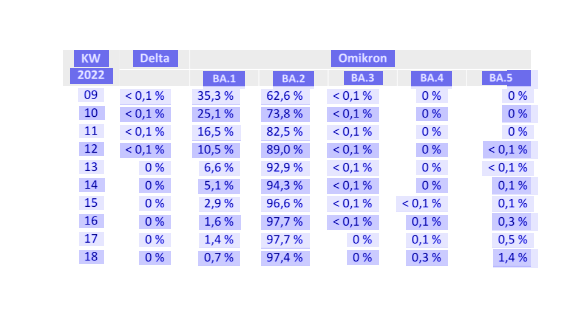 KW Delta Omikron
2022 BA.1 BA.2 BA.3 BA.4 BA.5
09 < 0,1 % 35,3 % 62,6 % < 0,1 % 0 % 0 %
10 < 0,1 % 25,1 % 73,8 % < 0,1 % 0 % 0 %
11 < 0,1 % 16,5 % 82,5 % < 0,1 % 0 % 0 %
12 < 0,1 % 10,5 % 89,0 % < 0,1 % 0 % < 0,1 %
13 0 % 6,6 % 92,9 % < 0,1 % 0 % < 0,1 %
14 0 % 5,1 % 94,3 % < 0,1 % 0 % 0,1 %
15 0 % 2,9 % 96,6 % < 0,1 % < 0,1 % 0,1 %
16 0 % 1,6 % 97,7 % < 0,1 % 0,1 % 0,3 %
17 0 % 1,4 % 97,7 % 0 % 0,1 % 0,5 %
18 0 % 0,7 % 97,4 % 0 % 0,3 % 1,4 %